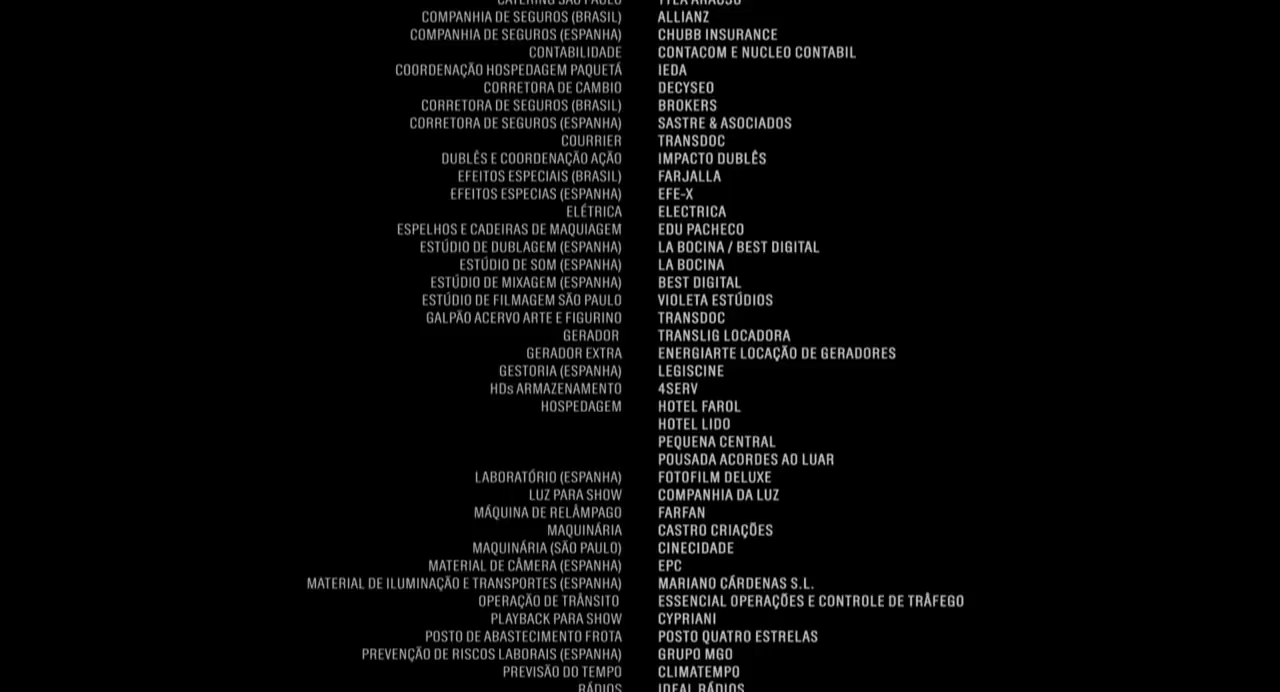 CATERING SÃO PAULO TYLA ARAUJO
COMPANHIA DE SEGUROS (BRASIL) ALLIANZ
COMPANHIA DE SEGUROS (ESPANHA) CHUBB INSURANCE
CONTABILIDADE CONTACOM E NUCLEO CONTABIL
COORDENAÇÃO HOSPEDAGEM PAQUETÁ IEDA
CORRETORA DE CAMBIO DECYSEO
CORRETORA DE SEGUROS (BRASIL) BROKERS
CORRETORA DE SEGUROS (ESPANHA) SASTRE & ASOCIADOS
COURRIER TRANSDOC
DUBLÊS E COORDENAÇÃO AÇÃO IMPACTO DUBLÊS
EFEITOS ESPECIAIS (BRASIL) FARJALLA
EFEITOS ESPECIAS (ESPANHA) EFE-X
ELÉTRICA ELECTRICA
ESPELHOS E CADEIRAS DE MAQUIAGEM EDU PACHECO
ESTÚDIO DE DUBLAGEM (ESPANHA) LA BOCINA / BEST DIGITAL
ESTÚDIO DE SOM (ESPANHA) LA BOCINA
ESTÚDIO DE MIXAGEM (ESPANHA) BEST DIGITAL
ESTÚDIO DE FILMAGEM SÃO PAULO VIOLETA ESTÚDIOS
GALPÃO ACERVO ARTE E FIGURINO TRANSDOC
GERADOR TRANSLIG LOCADORA
GERADOR EXTRA ENERGIARTE LOCAÇÃO DE GERADORES
GESTORIA (ESPANHA) LEGISCINE
HDs ARMAZENAMENTO 4SERV
HOSPEDAGEM HOTEL FAROL
HOTEL LIDO
PEQUENA CENTRAL
POUSADA ACORDES AO LUAR
LABORATÓRIO (ESPANHA) FOTOFILM DELUXE
LUZ PARA SHOW COMPANHIA DA LUZ
MÁQUINA DE RELÂMPAGO FARFAN
MAQUINÁRIA CASTRO CRIAÇÕES
MAQUINÁRIA (SÃO PAULO) CINECIDADE
MATERIAL DE CÂMERA (ESPANHA) EPC
MATERIAL DE ILUMINAÇÃO E TRANSPORTES (ESPANHA) MARIANO CÁRDENAS S.L.
OPERAÇÃO DE TRÂNSITO ESSENCIAL OPERAÇÕES E CONTROLE DE TRÂFEGO
PLAYBACK PARA SHOW CYPRIANI
POSTO DE ABASTECIMENTO FROTA POSTO QUATRO ESTRELAS
PREVENÇÃO DE RISCOS LABORAIS (ESPANHA) GRUPO MGO
PREVISÃO DO TEMPO CLIMATEMPO
RÁDIOS IDEAL RÁDIOS